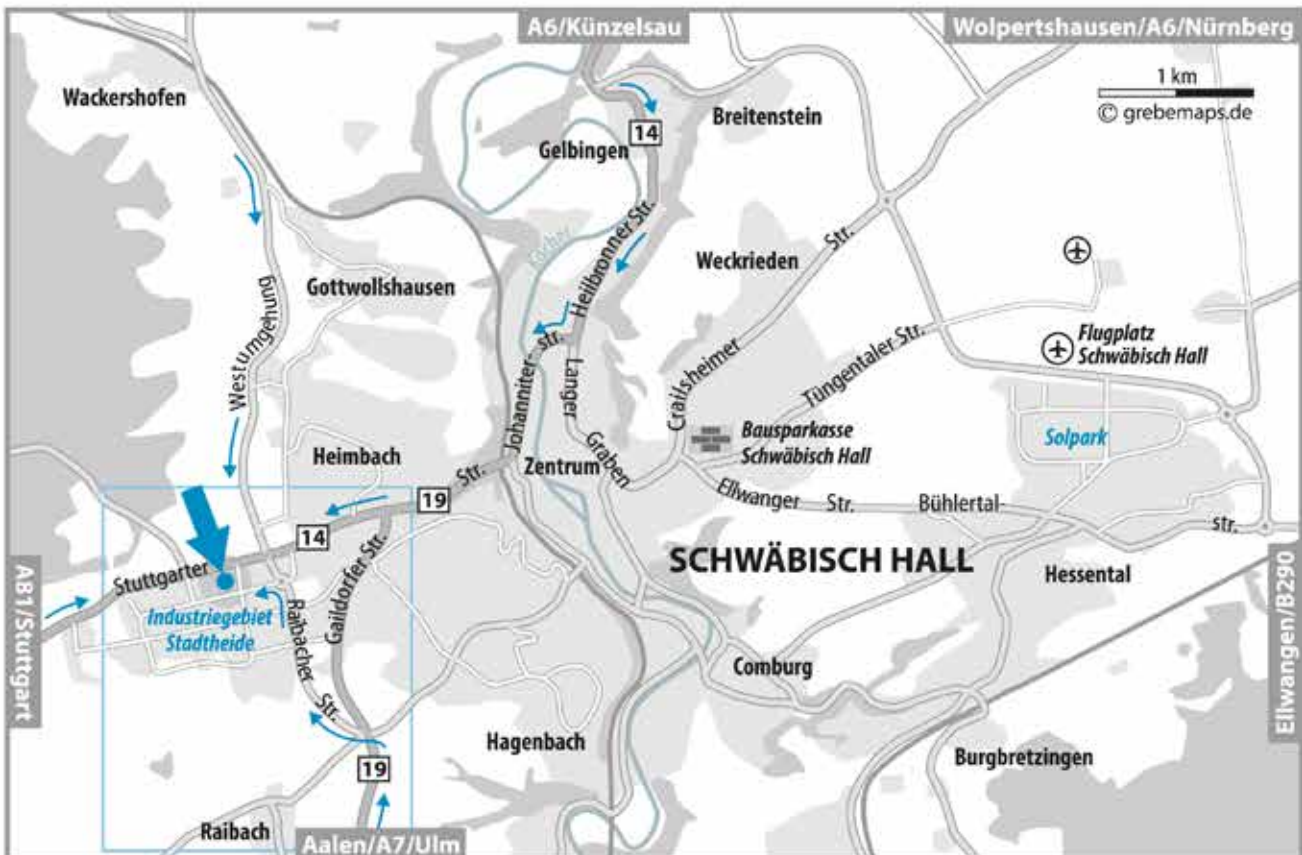 A6/Künzelsau
Wolpertshausen/A6/Nürnberg
Wackershofen
1 km
© grebemaps.de
Breitenstein
14
Gelbingen
Kocher
Heilbronner Str.
Weckrieden
Str.
Gottwollshausen
Westumgehung
Flugplatz
Schwäbisch Hall
Tüngentaler Str.
Johanniter-
str.
Langer
Graben
Crailsheimer
Bausparkasse
Schwäbisch Hall
Solpark
Heimbach
Zentrum
Str.
19
Ellwanger
Str.
Bühlertal-
str.
14
Stuttgarter
SCHWÄBISCH HALL
Hessental
A81/Stuttgart
Industriegebiet
Stadtheide
Raibacher
Str.
Gaildorfer Str.
Comburg
Ellwangen/B290
Hagenbach
Burgbretzingen
19
Raibach
Aalen/A7/Ulm